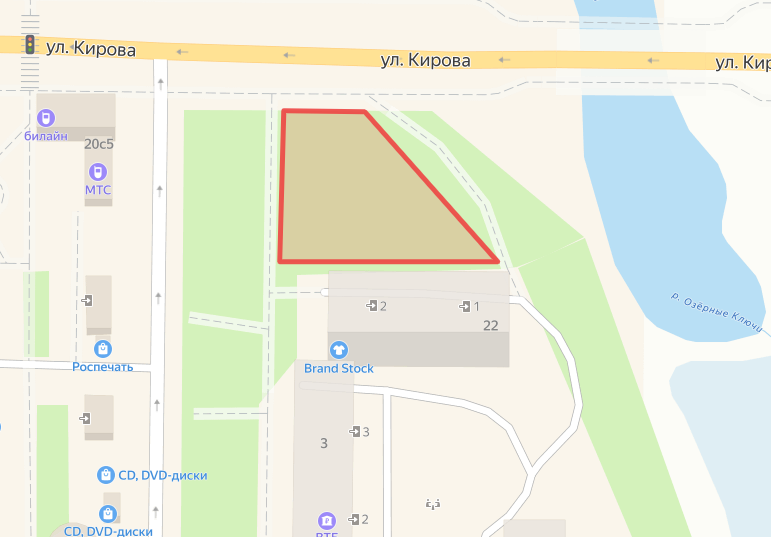 ул. Кирова
ул. Кирова
ул. Кир
билайн
20с5
МТС
р. Озёрные Ключи
2
1
22
Роспечать
Brand Stock
3
3
CD, DVD-диски
CD, DVD-диски
2
ВТБ